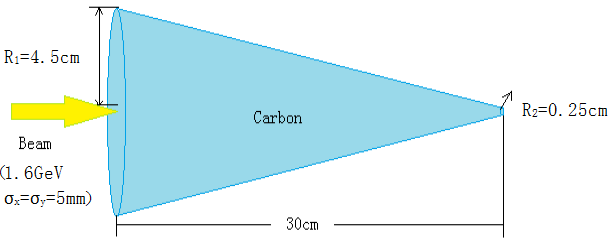 R₁=4.5cm
Carbon
R₂=0.25cm
Beam
(1.6GeV
σx=σy=5mm)
30cm